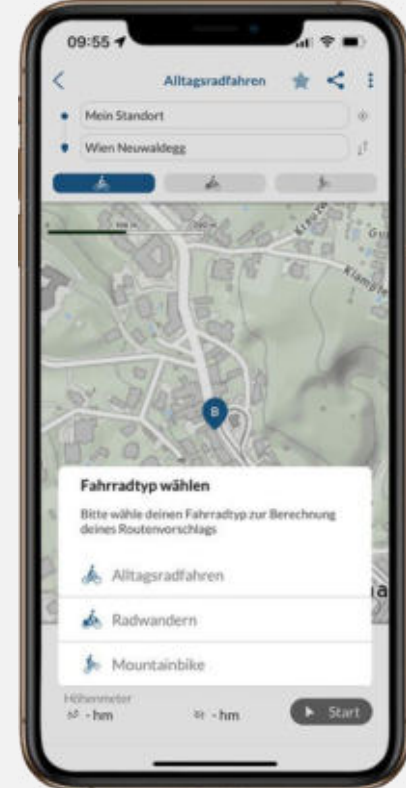 09:55
Alltagsradfahren
Mein Standort
Wien Neuwaldegg
B
Fahrradtyp wählen
Bitte wähle deinen Fahrradtyp zur Berechnung
deines Routenvorschlags
Alltagsradfahren
Radwandern
Mountainbike
Höhenmeter
- hm
- hm
Start